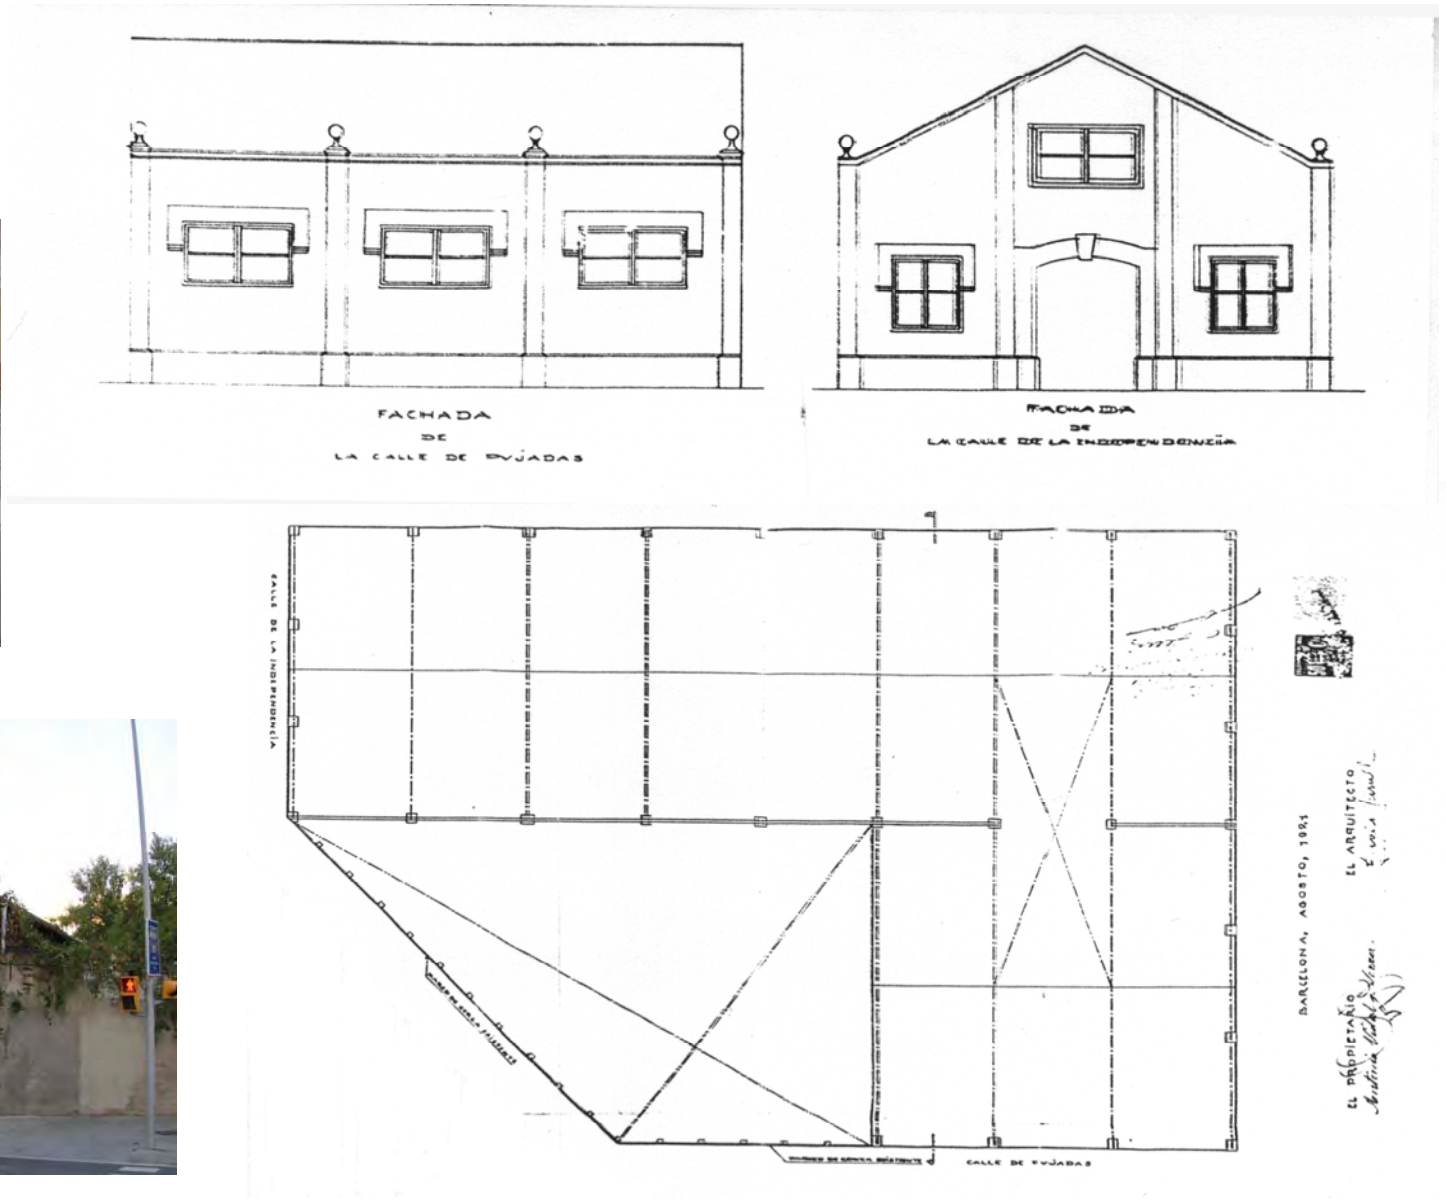 FACHADA
DE
LA CALLE DE PUJADAS
FACHADA
DE
LA CALLE DE LA INDEPENDENCIA
CALLE DE LA INDEPENDENCÍA
CALLE DE PUJADAS
BARCELONA, AGOSTO, 1921
EL ARQUITECTO
EL PROPIETARIO